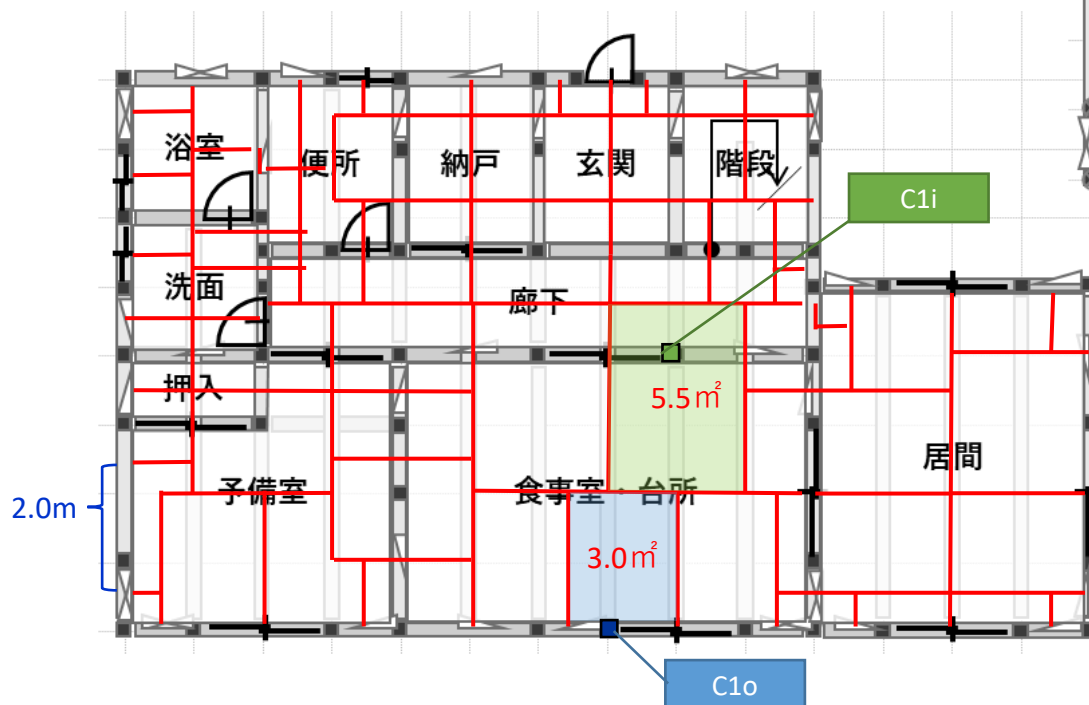 浴室
便所
納戸
玄関
階段
C1i
洗面
廊下
押入
5.5㎡
居間
予備室
食事室・台所
2.0m
3.0㎡
C1o